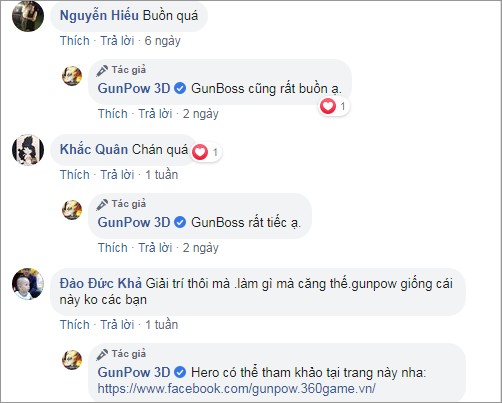 Nguyễn Hiếu Buồn quá
Thích · Trả lời · 6 ngày
Tác giả
GunPow 3D GunBoss cũng rất buồn ạ.
1
Thích · Trả lời · 2 ngày
Khắc Quân Chán quá
1
Thích · Trả lời · 1 tuần
Tác giả
GunPow 3D GunBoss rất tiếc ạ.
Thích · Trả lời · 2 ngày
Đào Đức Khả Giải trí thôi mà .làm gì mà căng thế.gunpow giống cái
này ko các bạn
Thích · Trả lời · 1 tuần
Tác giả
GunPow 3D Hero có thể tham khảo tại trang này nha:
https://www.facebook.com/gunpow.360game.vn/